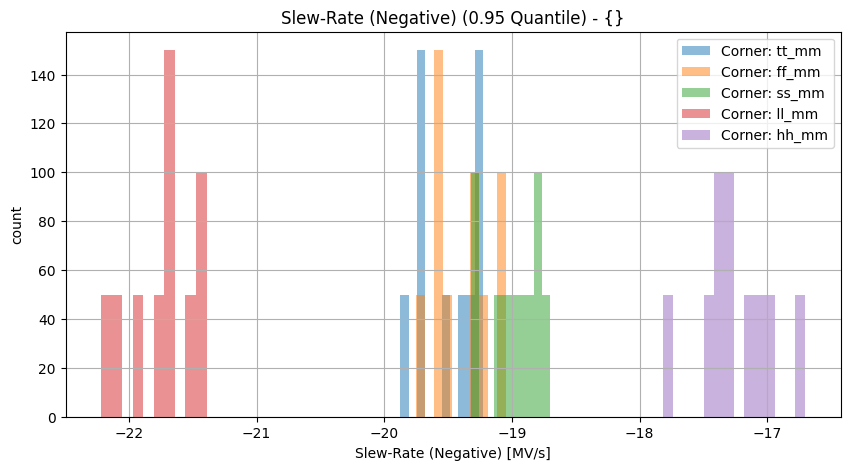 Slew-Rate (Negative) (0.95 Quantile) - {}
count
140
120
100
80
60
40
20
0
−22
−21
−20
−19
−18
−17
Slew-Rate (Negative) [MV/s]
Corner: tt_mm
Corner: ff_mm
Corner: ss_mm
Corner: ll_mm
Corner: hh_mm